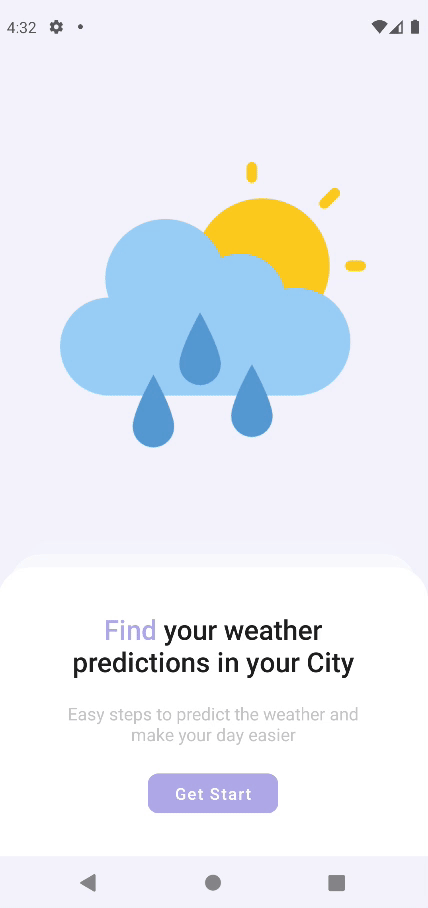 4:32
Find your weather
predictions in your City
Easy steps to predict the weather and
make your day easier
Get Start